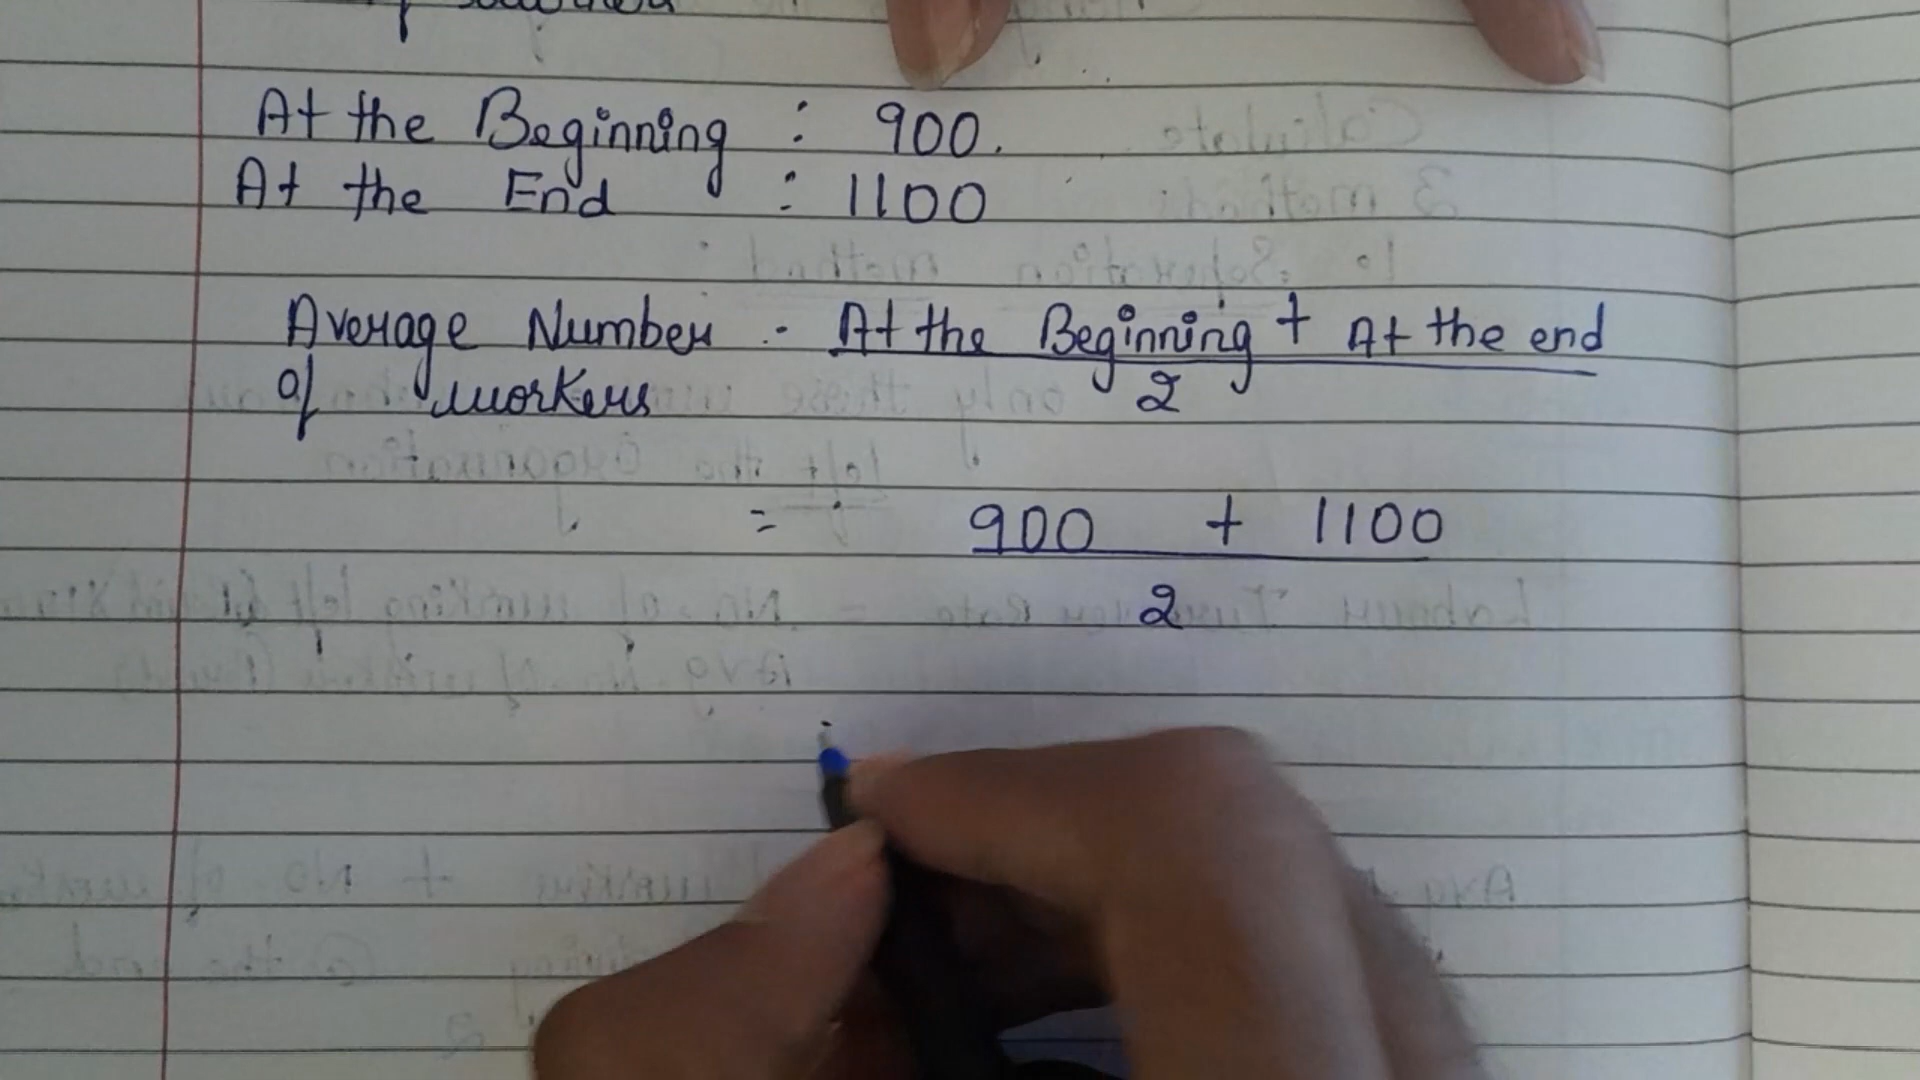 At the Beginning : 900.
At the End : 1100
Average Number = At the Beginning + At the end
of workers 2
= 900 + 1100
2